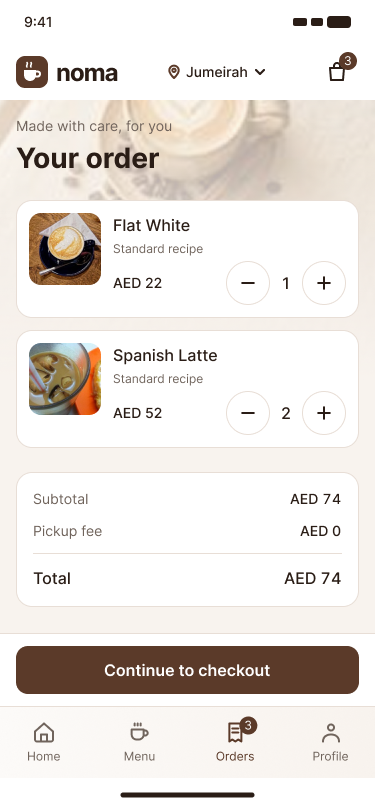 9:41
noma
Jumeirah
3
Made with care, for you
Your order
Flat White
Standard recipe
AED 22
1
Spanish Latte
Standard recipe
AED 52
2
Subtotal AED 74
Pickup fee AED 0
Total AED 74
Continue to checkout
3
Home Menu Orders Profile